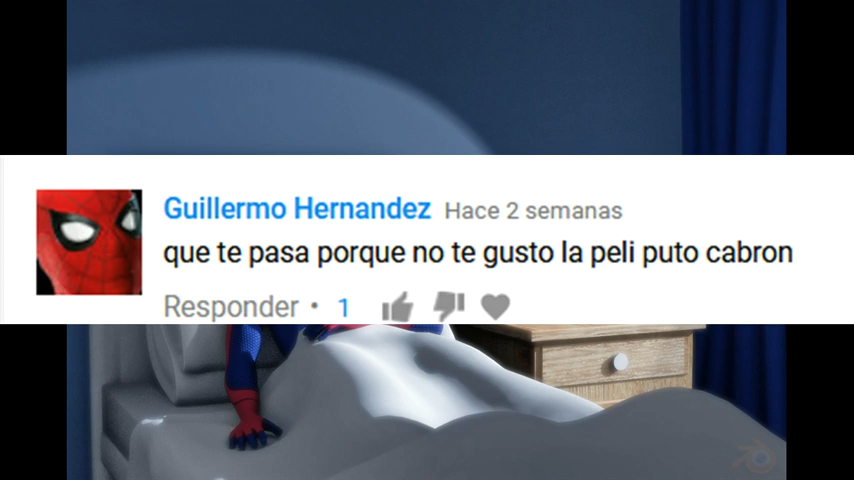 Guillermo Hernandez Hace 2 semanas
que te pasa porque no te gusto la peli puto cabron
Responder • 1